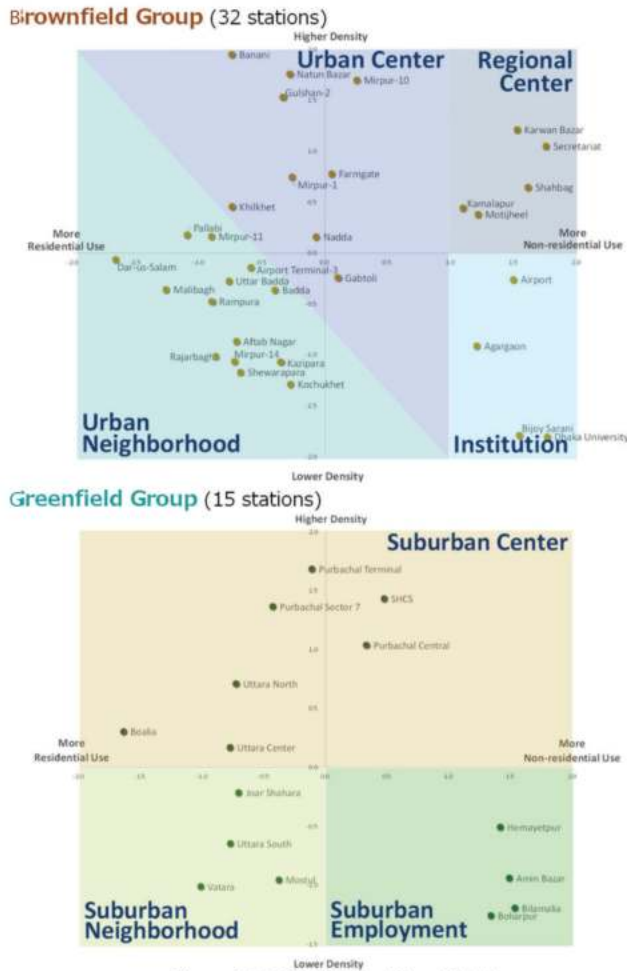 Brownfield Group (32 stations)
Higher Density
Banani
Urban Center
Regional Center
Natun Bazar
Mirpur-10
Gulshan-2
Karwan Bazar
Secretariat
Farmgate
Mirpur-1
Shahbag
Kamalapur
Motijheel
Khilkhet
Pallabi
Mirpur-11
Nadda
More Residential Use
More Non-residential Use
Dar-us-Salam
Airport Terminal-3
Uttar Badda
Gabtoli
Airport
Malibagh
Badda
Rampura
Aftab Nagar
Agargaon
Rajarbagh
Mirpur-14
Kazipara
Shewarapara
Kochukhet
Urban Neighborhood
Bijoy Sarani
Dhaka University
Institution
Lower Density
Greenfield Group (15 stations)
Higher Density
Suburban Center
Purbachal Terminal
Purbachal Sector 7
SHCS
Purbachal Central
Uttara North
Boalia
More Residential Use
More Non-residential Use
Uttara Center
Joar Shahara
Hemayetpur
Uttara South
Mostul
Amin Bazar
Vatara
Bilamalia
Boliarpur
Suburban Neighborhood
Suburban Employment
Lower Density